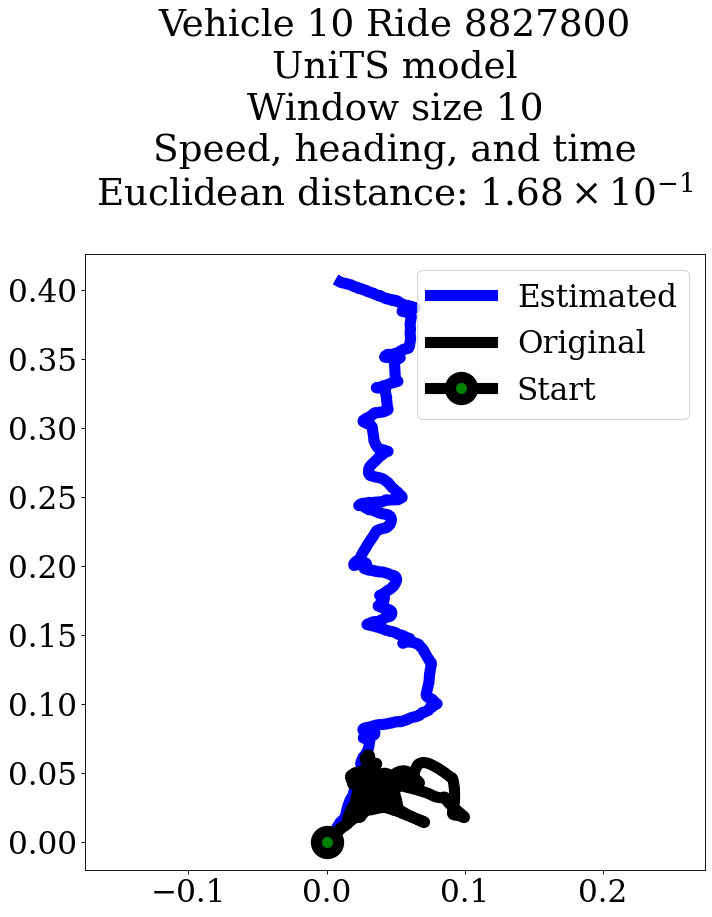 Vehicle 10 Ride 8827800
UniTS model
Window size 10
Speed, heading, and time
Euclidean distance: 1.68 × 10⁻¹
Estimated
Original
Start
0.40
0.35
0.30
0.25
0.20
0.15
0.10
0.05
0.00
−0.1
0.0
0.1
0.2